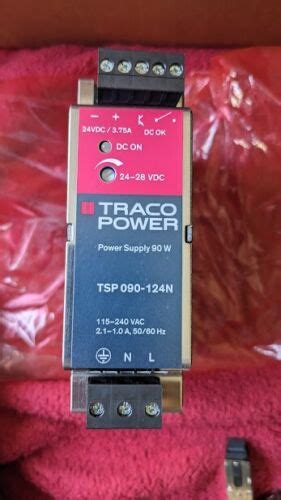 − +
24VDC / 3.75A DC OK
DC ON
24–28 VDC
TRACO
POWER
Power Supply 90 W
TSP 090-124N
115–240 VAC
2.1–1.0 A, 50/60 Hz
N L